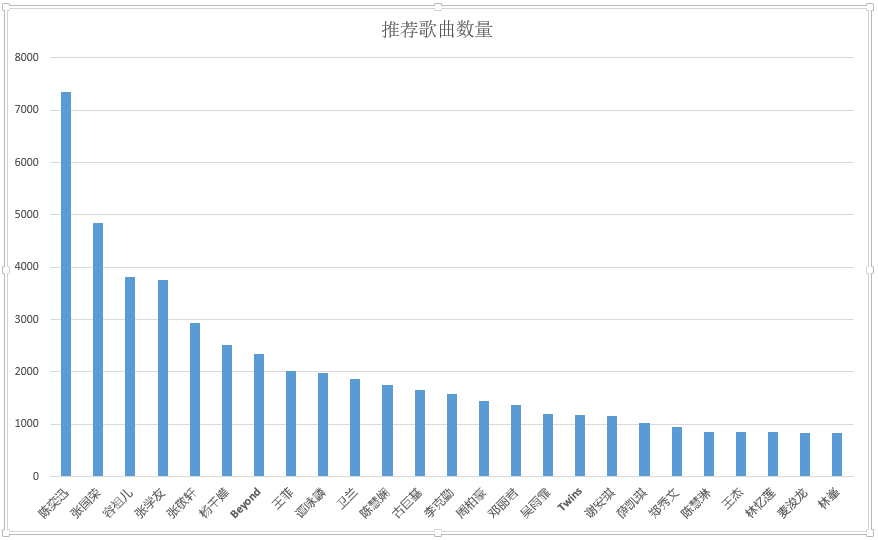 推荐歌曲数量
8000
7000
6000
5000
4000
3000
2000
1000
0
陈奕迅
张国荣
容祖儿
张学友
张敬轩
杨千嬅
Beyond
王菲
谭咏麟
卫兰
陈慧娴
古巨基
李克勤
周柏豪
邓丽君
吴雨霏
Twins
谢安琪
薛凯琪
郑秀文
陈慧琳
王杰
林忆莲
麦浚龙
林峯